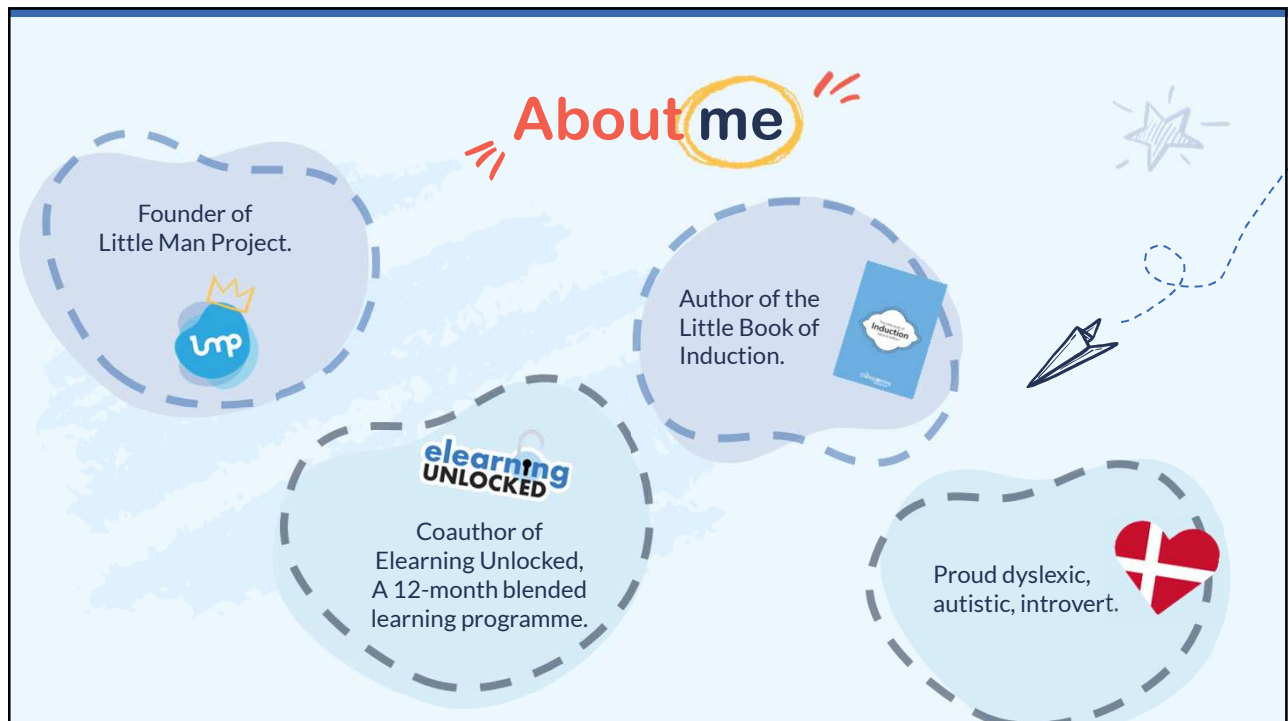 About me
Founder of
Little Man Project.
lmp
Author of the
Little Book of
Induction.
Induction
elearning
UNLOCKED
Coauthor of
Elearning Unlocked,
A 12-month blended
learning programme.
Proud dyslexic,
autistic, introvert.